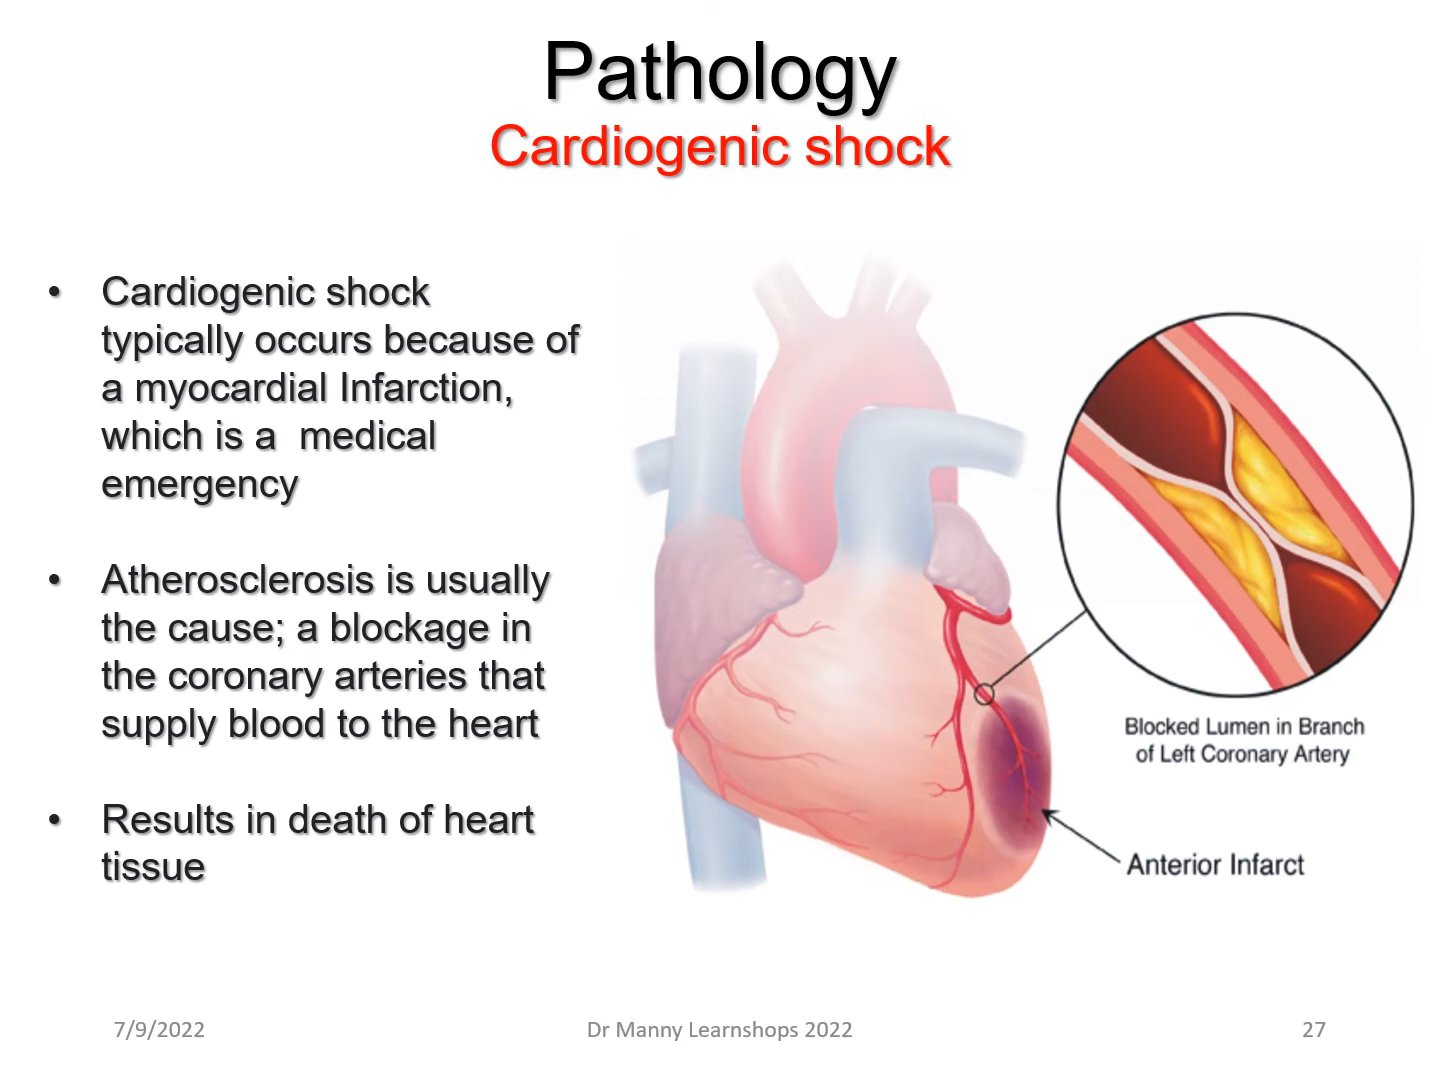 Pathology
Cardiogenic shock
• Cardiogenic shock
typically occurs because of
a myocardial Infarction,
which is a  medical
emergency
• Atherosclerosis is usually
the cause; a blockage in
the coronary arteries that
supply blood to the heart
• Results in death of heart
tissue
Blocked Lumen in Branch
of Left Coronary Artery
Anterior Infarct
7/9/2022
Dr Manny Learnshops 2022
27